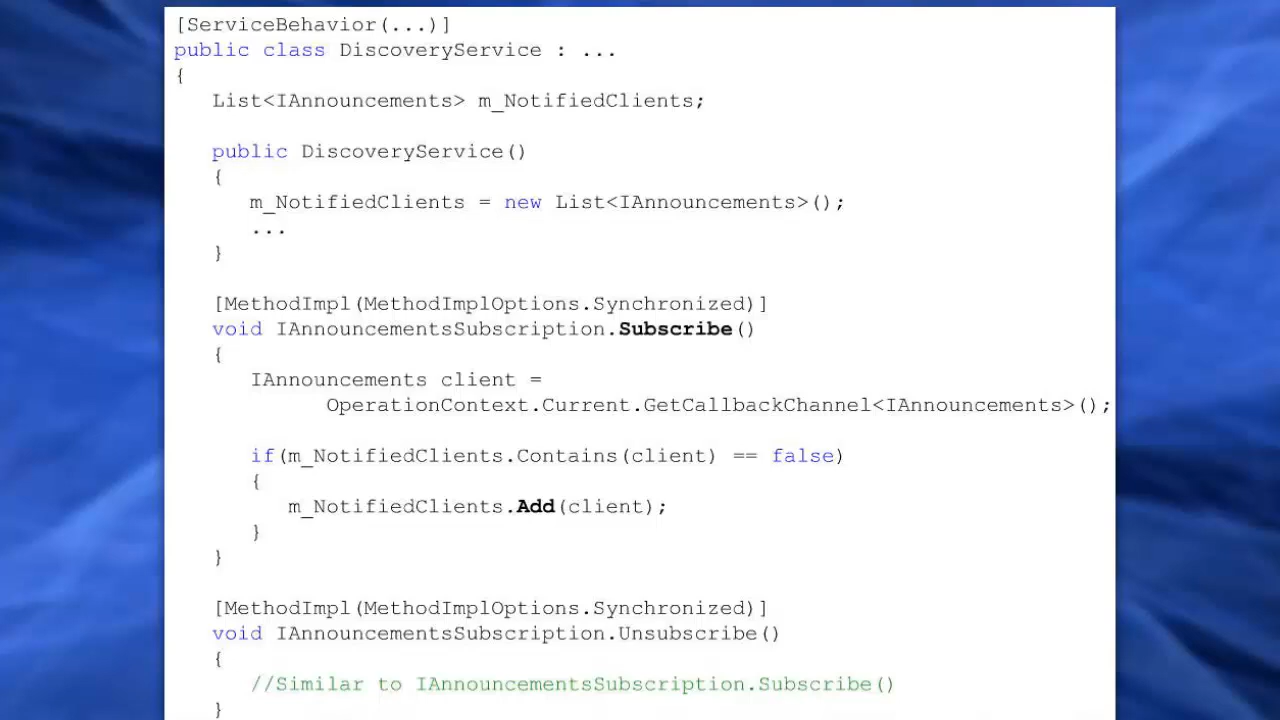 [ServiceBehavior(...)]
public class DiscoveryService : ...
{
List<IAnnouncements> m_NotifiedClients;
public DiscoveryService()
{
m_NotifiedClients = new List<IAnnouncements>();
...
}
[MethodImpl(MethodImplOptions.Synchronized)]
void IAnnouncementsSubscription.Subscribe()
{
IAnnouncements client =
OperationContext.Current.GetCallbackChannel<IAnnouncements>();
if(m_NotifiedClients.Contains(client) == false)
{
m_NotifiedClients.Add(client);
}
}
[MethodImpl(MethodImplOptions.Synchronized)]
void IAnnouncementsSubscription.Unsubscribe()
{
//Similar to IAnnouncementsSubscription.Subscribe()
}